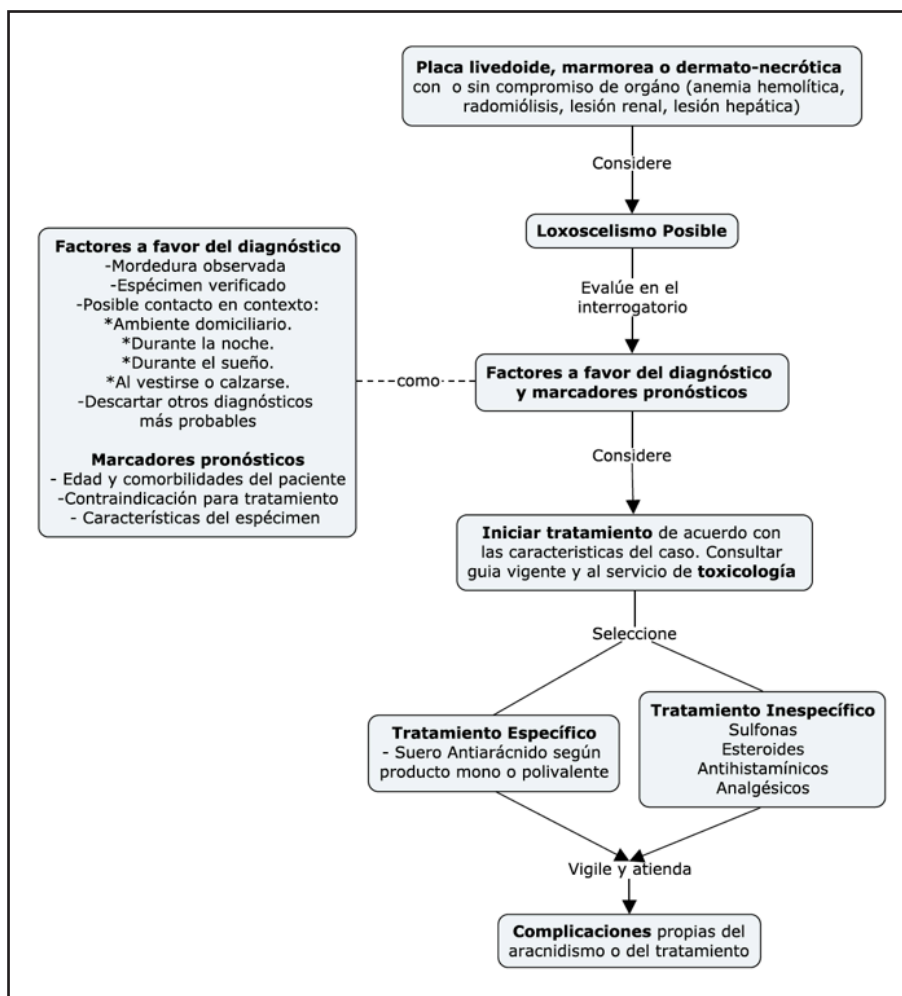 Placa livedoide, marmorea o dermato-necrótica
con o sin compromiso de orgáno (anemia hemolítica,
radomiólisis, lesión renal, lesión hepática)
Considere
Loxoscelismo Posible
Evalúe en el
interrogatorio
Factores a favor del diagnóstico
y marcadores pronósticos
como
Factores a favor del diagnóstico
-Mordedura observada
-Espécimen verificado
-Posible contacto en contexto:
*Ambiente domiciliario.
*Durante la noche.
*Durante el sueño.
*Al vestirse o calzarse.
-Descartar otros diagnósticos
más probables
Marcadores pronósticos
- Edad y comorbilidades del paciente
-Contraindicación para tratamiento
- Características del espécimen
Considere
Iniciar tratamiento de acuerdo con
las caracteristicas del caso. Consultar
guia vigente y al servicio de toxicología
Seleccione
Tratamiento Específico
- Suero Antiarácnido según
producto mono o polivalente
Tratamiento Inespecífico
Sulfonas
Esteroides
Antihistamínicos
Analgésicos
Vigile y atienda
Complicaciones propias del
aracnidismo o del tratamiento